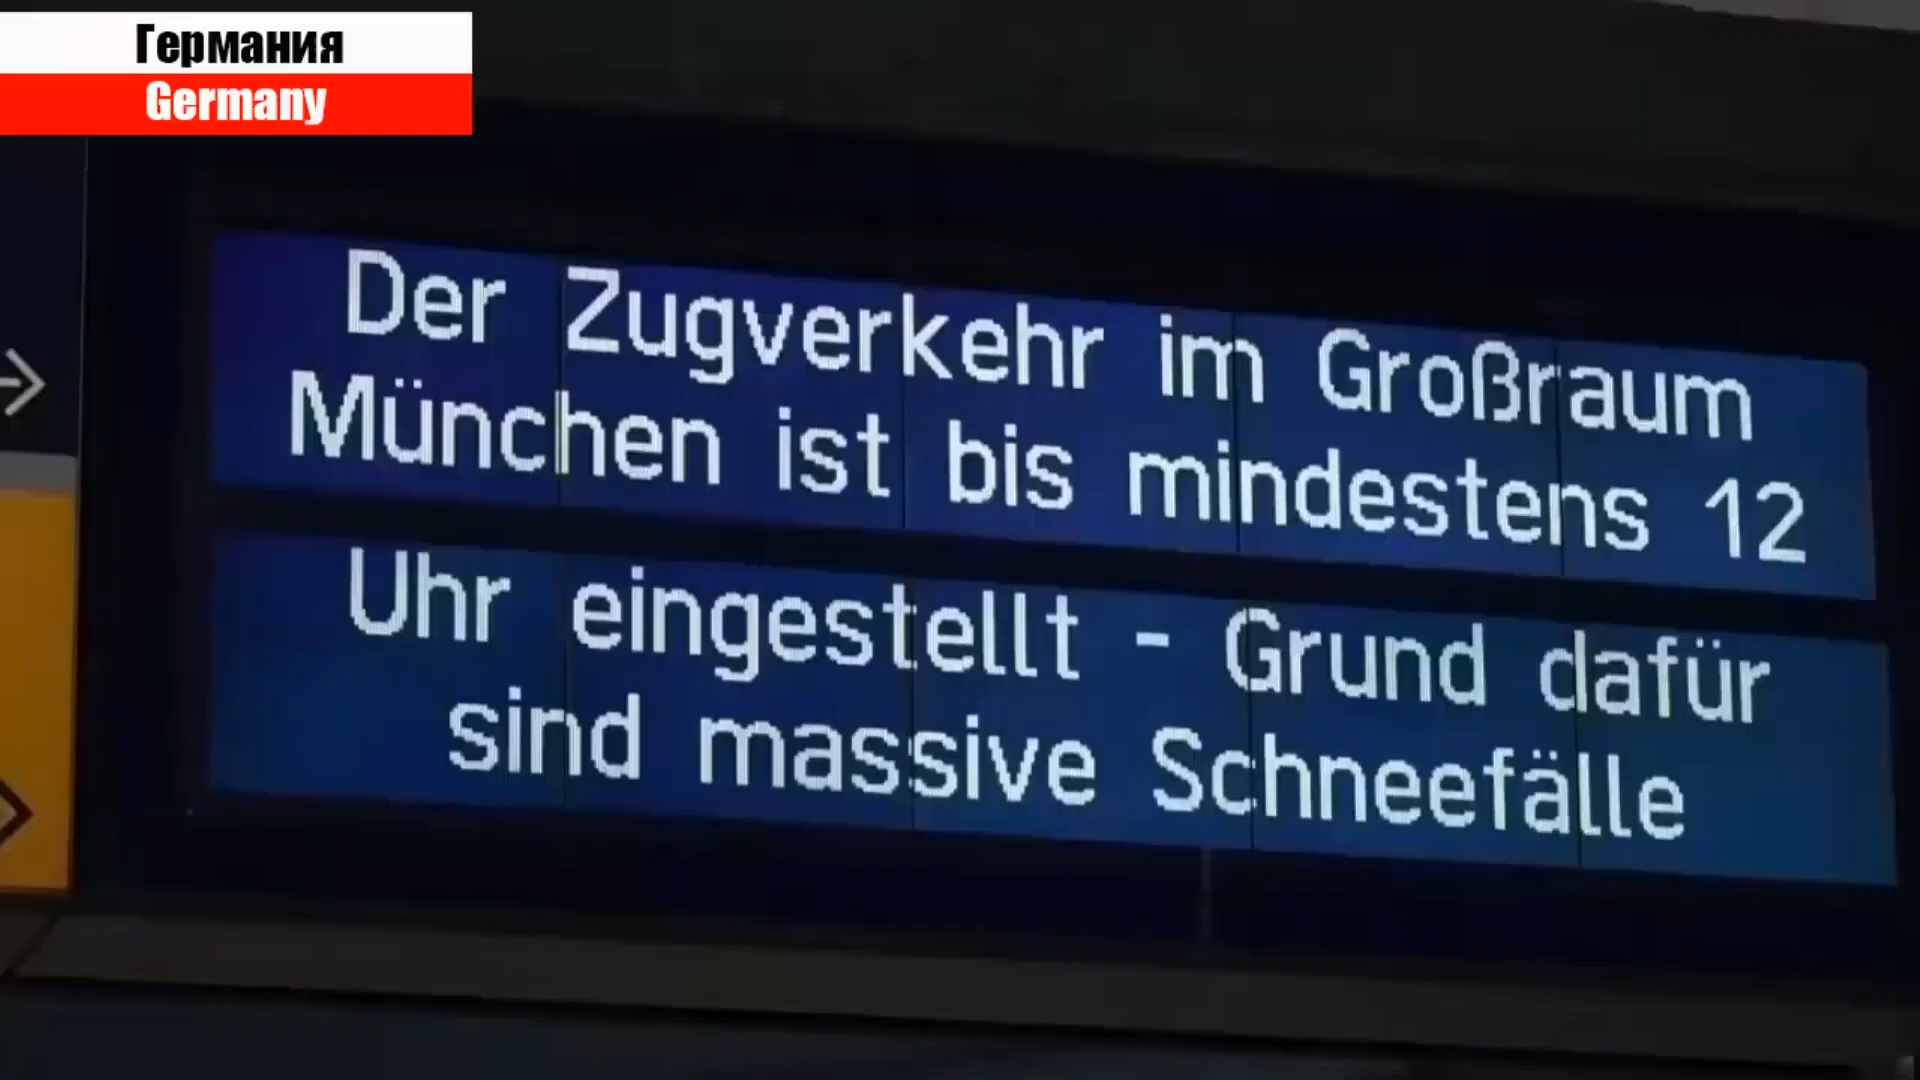 Германия
Germany
Der Zugverkehr im Großraum
München ist bis mindestens 12
Uhr eingestellt - Grund dafür
sind massive Schneefälle